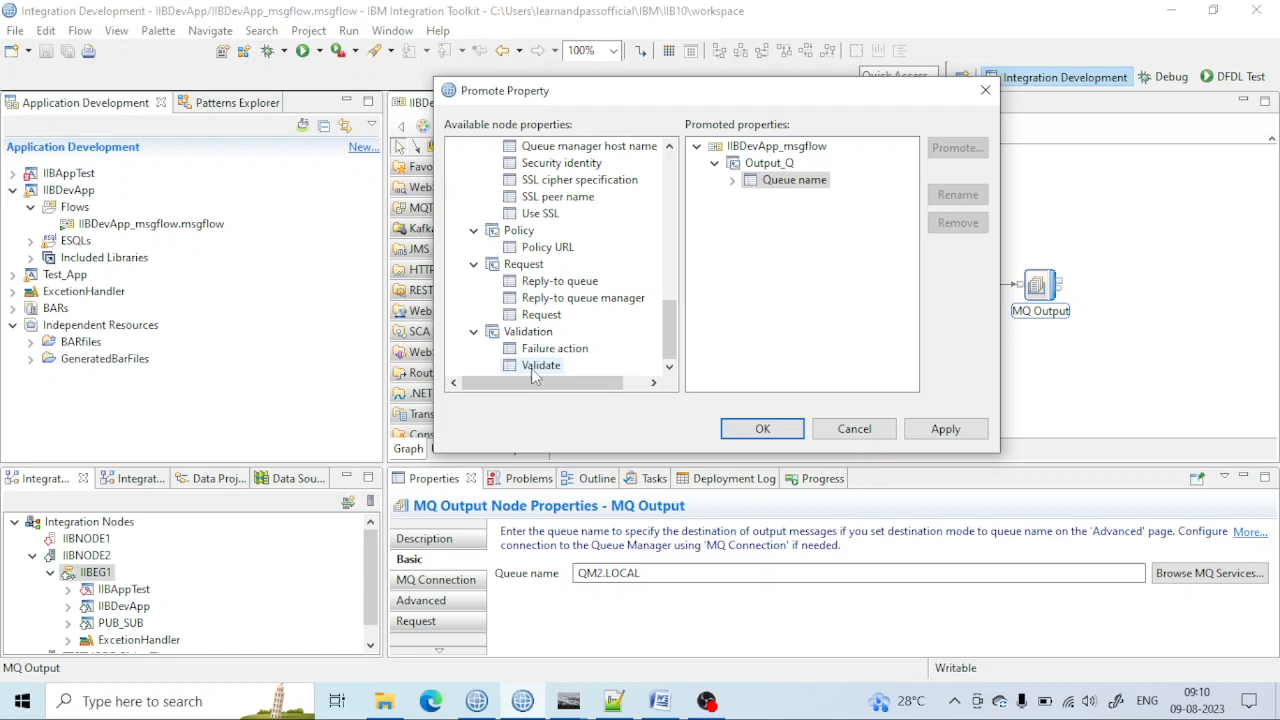 Integration Development - IIBDevApp/IIBDevApp_msgflow.msgflow - IBM Integration Toolkit - C:\Users\learnandpassofficial\IBM\IIB10\workspace
File Edit Flow View Palette Navigate Search Project Run Window Help
100%
Quick Access
Integration Development
Debug
DFDL Test
Application Development
Patterns Explorer
Application Development
New...
IIBAppTest
IIBDevApp
Flows
IIBDevApp_msgflow.msgflow
ESQLs
Included Libraries
Test_App
ExcetionHandler
BARs
Independent Resources
BARfiles
GeneratedBarFiles
IIBDe
Favo
Web
MQT
Kafk
JMS
HTTP
REST
Web
SCA
Web
Rout
.NET
Trans
Cons
Graph
Promote Property
Available node properties:
Queue manager host name
Security identity
SSL cipher specification
SSL peer name
Use SSL
Policy
Policy URL
Request
Reply-to queue
Reply-to queue manager
Request
Validation
Failure action
Validate
Promoted properties:
IIBDevApp_msgflow
Output_Q
Queue name
Promote...
Rename
Remove
OK
Cancel
Apply
MQ Output
Integrat...
Integrat...
Data Proj...
Data Sou...
Integration Nodes
IIBNODE1
IIBNODE2
IIBEG1
IIBAppTest
IIBDevApp
PUB_SUB
ExcetionHandler
Properties
Problems
Outline
Tasks
Deployment Log
Progress
MQ Output Node Properties - MQ Output
Description
Basic
MQ Connection
Advanced
Request
Enter the queue name to specify the destination of output messages if you set destination mode to queue name on the 'Advanced' page. Configure
connection to the Queue Manager using 'MQ Connection' if needed.
More...
Queue name
QM2.LOCAL
Browse MQ Services...
MQ Output
Writable
Type here to search
28°C
ENG
09:10
09-08-2023